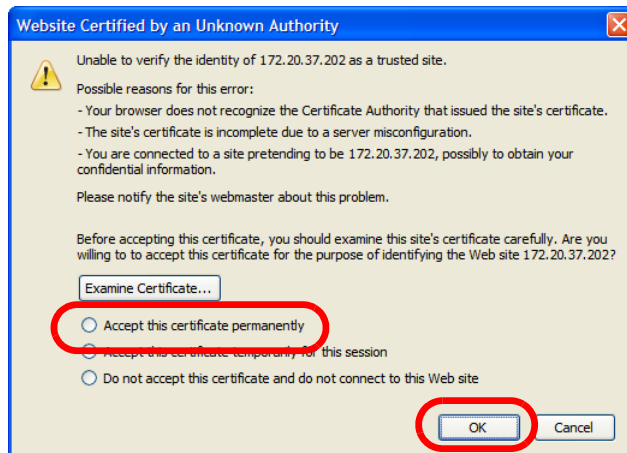 Website Certified by an Unknown Authority
Unable to verify the identity of 172.20.37.202 as a trusted site.
Possible reasons for this error:
- Your browser does not recognize the Certificate Authority that issued the site's certificate.
- The site's certificate is incomplete due to a server misconfiguration.
- You are connected to a site pretending to be 172.20.37.202, possibly to obtain your
confidential information.
Please notify the site's webmaster about this problem.
Before accepting this certificate, you should examine this site's certificate carefully. Are you
willing to to accept this certificate for the purpose of identifying the Web site 172.20.37.202?
Examine Certificate...
Accept this certificate permanently
Accept this certificate temporarily for this session
Do not accept this certificate and do not connect to this Web site
OK
Cancel